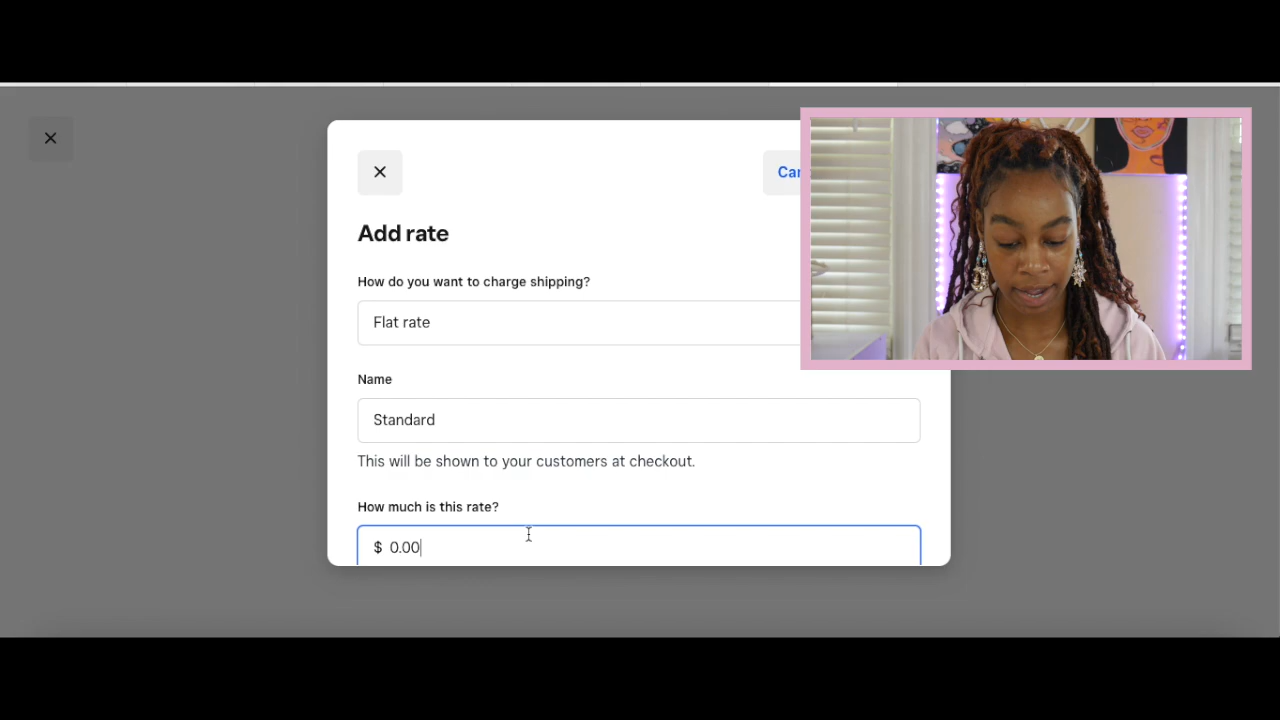 Add rate
How do you want to charge shipping?
Flat rate
Name
Standard
This will be shown to your customers at checkout.
How much is this rate?
$ 0.00